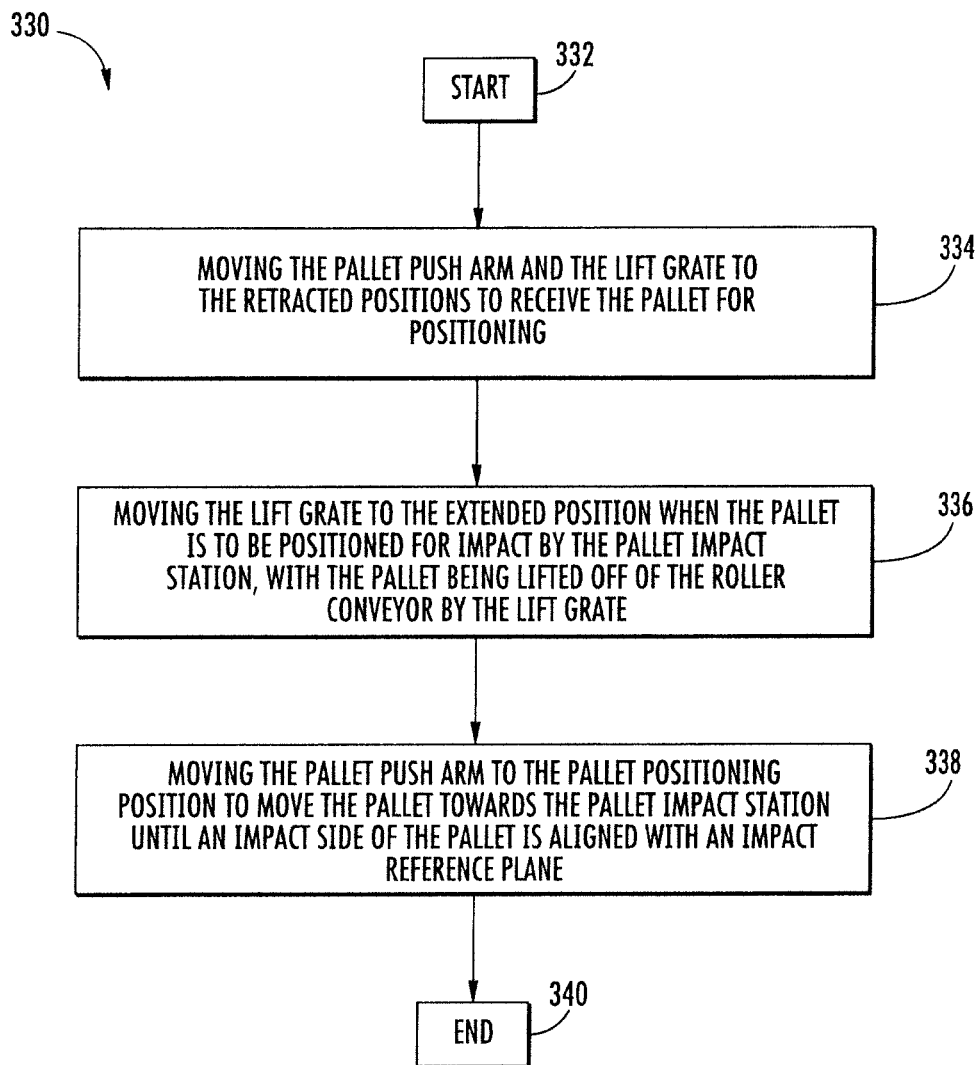 330
332
START
334
MOVING THE PALLET PUSH ARM AND THE LIFT GRATE TO
THE RETRACTED POSITIONS TO RECEIVE THE PALLET FOR
POSITIONING
336
MOVING THE LIFT GRATE TO THE EXTENDED POSITION WHEN THE PALLET
IS TO BE POSITIONED FOR IMPACT BY THE PALLET IMPACT
STATION, WITH THE PALLET BEING LIFTED OFF OF THE ROLLER
CONVEYOR BY THE LIFT GRATE
338
MOVING THE PALLET PUSH ARM TO THE PALLET POSITIONING
POSITION TO MOVE THE PALLET TOWARDS THE PALLET IMPACT STATION
UNTIL AN IMPACT SIDE OF THE PALLET IS ALIGNED WITH AN IMPACT
REFERENCE PLANE
340
END